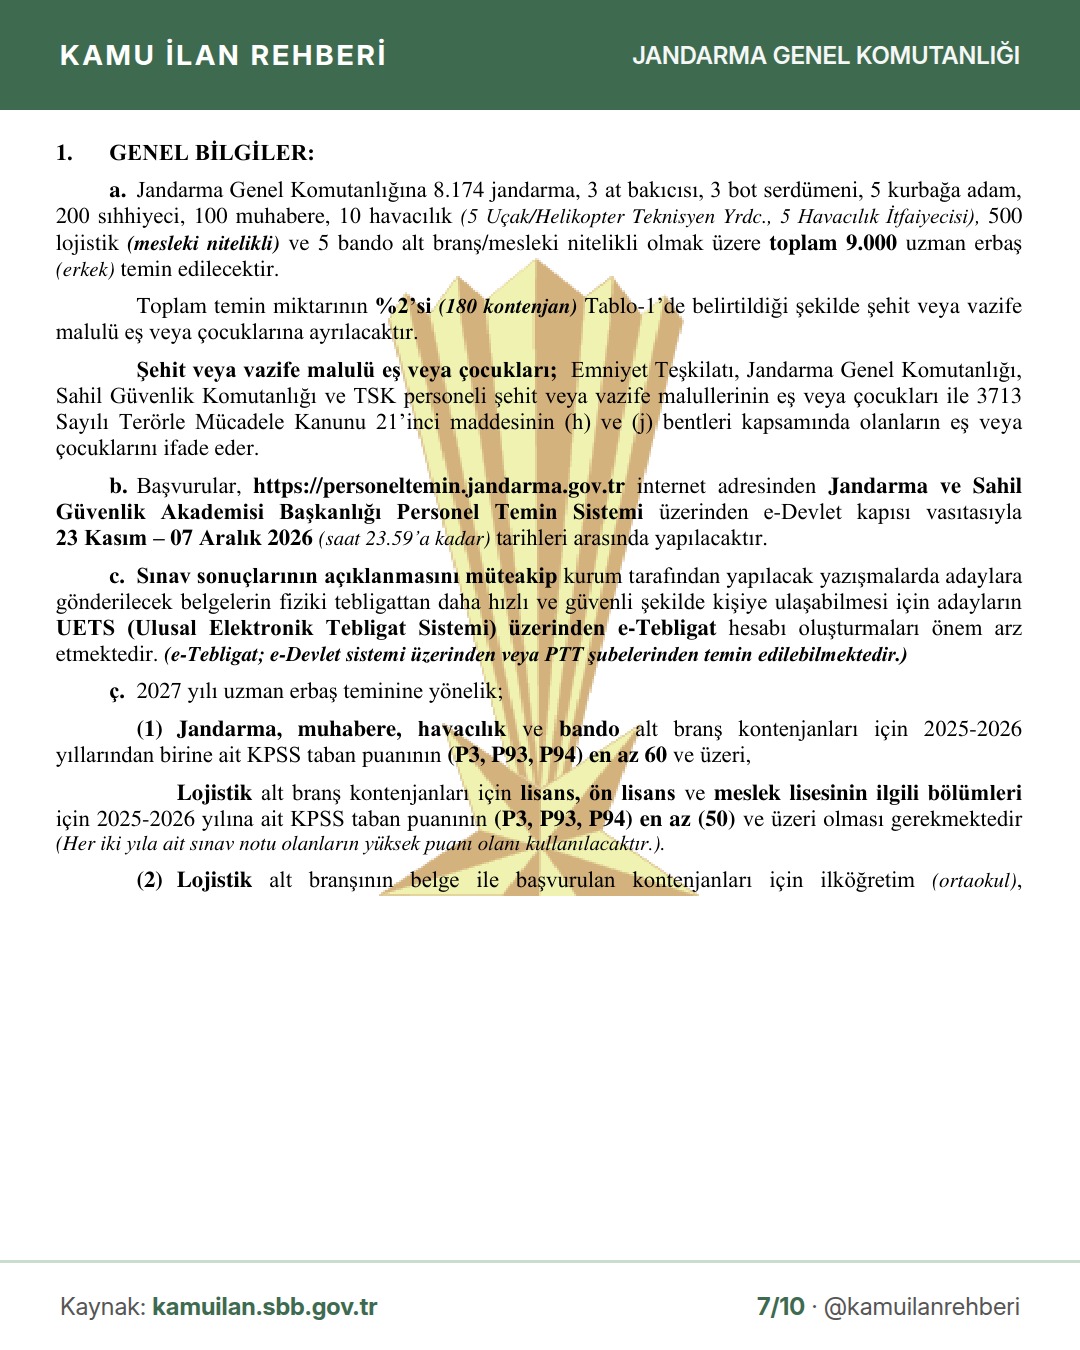 KAMU İLAN REHBERİ
JANDARMA GENEL KOMUTANLIĞI
1. GENEL BİLGİLER:
a. Jandarma Genel Komutanlığına 8.174 jandarma, 3 at bakıcısı, 3 bot serdümeni, 5 kurbağa adam,
200 sıhhiyeci, 100 muhabere, 10 havacılık (5 Uçak/Helikopter Teknisyen Yrdc., 5 Havacılık İtfaiyecisi), 500
lojistik (mesleki nitelikli) ve 5 bando alt branş/mesleki nitelikli olmak üzere toplam 9.000 uzman erbaş
(erkek) temin edilecektir.
Toplam temin miktarının %2’si (180 kontenjan) Tablo-1’de belirtildiği şekilde şehit veya vazife
malulü eş veya çocuklarına ayrılacaktır.
Şehit veya vazife malulü eş veya çocukları; Emniyet Teşkilatı, Jandarma Genel Komutanlığı,
Sahil Güvenlik Komutanlığı ve TSK personeli şehit veya vazife malullerinin eş veya çocukları ile 3713
Sayılı Terörle Mücadele Kanunu 21’inci maddesinin (h) ve (j) bentleri kapsamında olanların eş veya
çocuklarını ifade eder.
b. Başvurular, https://personeltemin.jandarma.gov.tr internet adresinden Jandarma ve Sahil
Güvenlik Akademisi Başkanlığı Personel Temin Sistemi üzerinden e-Devlet kapısı vasıtasıyla
23 Kasım – 07 Aralık 2026 (saat 23.59’a kadar) tarihleri arasında yapılacaktır.
c. Sınav sonuçlarının açıklanmasını müteakip kurum tarafından yapılacak yazışmalarda adaylara
gönderilecek belgelerin fiziki tebligattan daha hızlı ve güvenli şekilde kişiye ulaşabilmesi için adayların
UETS (Ulusal Elektronik Tebligat Sistemi) üzerinden e-Tebligat hesabı oluşturmaları önem arz
etmektedir. (e-Tebligat; e-Devlet sistemi üzerinden veya PTT şubelerinden temin edilebilmektedir.)
ç. 2027 yılı uzman erbaş teminine yönelik;
(1) Jandarma, muhabere, havacılık ve bando alt branş kontenjanları için 2025-2026
yıllarından birine ait KPSS taban puanının (P3, P93, P94) en az 60 ve üzeri,
Lojistik alt branş kontenjanları için lisans, ön lisans ve meslek lisesinin ilgili bölümleri
için 2025-2026 yılına ait KPSS taban puanının (P3, P93, P94) en az (50) ve üzeri olması gerekmektedir
(Her iki yıla ait sınav notu olanların yüksek puanı olanı kullanılacaktır.).
(2) Lojistik alt branşının belge ile başvurulan kontenjanları için ilköğretim (ortaokul),
Kaynak: kamuilan.sbb.gov.tr
7/10 · @kamuilanrehberi